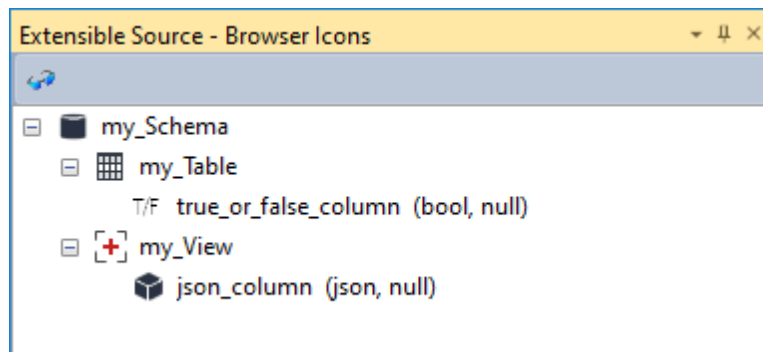 Extensible Source - Browser Icons
my_Schema
my_Table
T/F true_or_false_column (bool, null)
my_View
json_column (json, null)